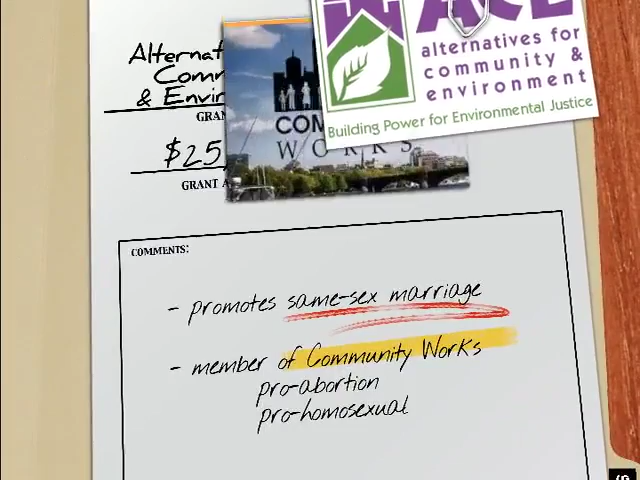 Alternat
Comm
& Envir
GRAN
$25
GRANT A
COM
WORKS
ACE
alternatives for
community &
environment
Building Power for Environmental Justice
COMMENTS:
- promotes same-sex marriage
- member of Community Works
pro-abortion
pro-homosexual